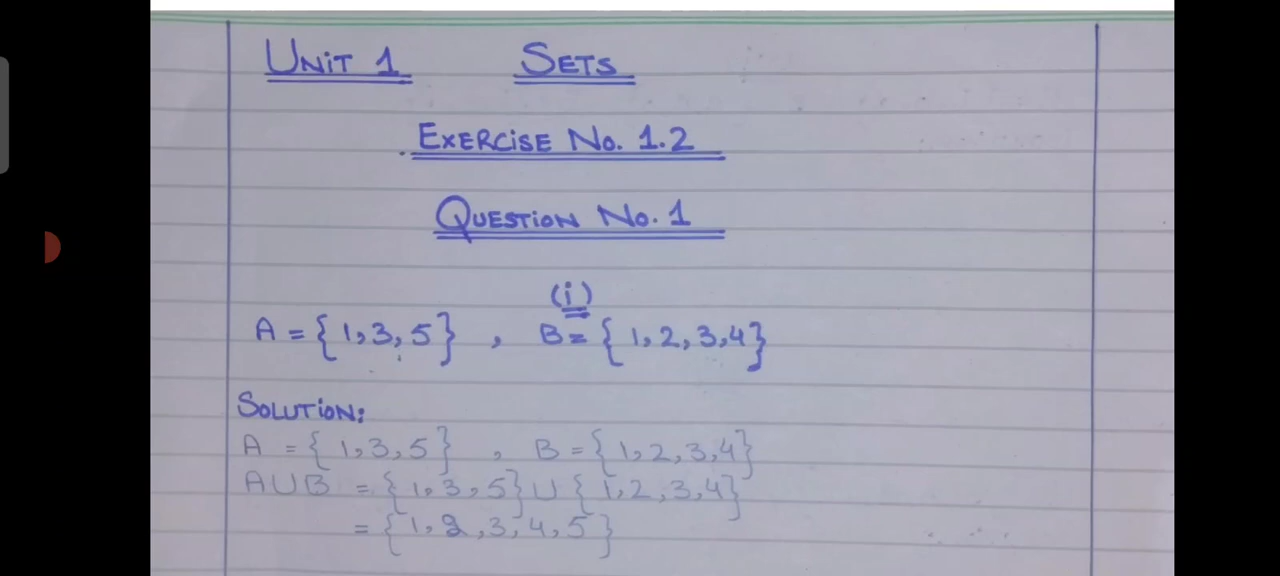 UNiT 1 SETS
EXERCiSE No. 1.2
QUESTiON No. 1
(i)
A = {1,3,5} , B = {1,2,3,4}
SOLUTiON:
A = {1,3,5} , B = {1,2,3,4}
AUB = {1,3,5} U {1,2,3,4}
= {1,2,3,4,5}